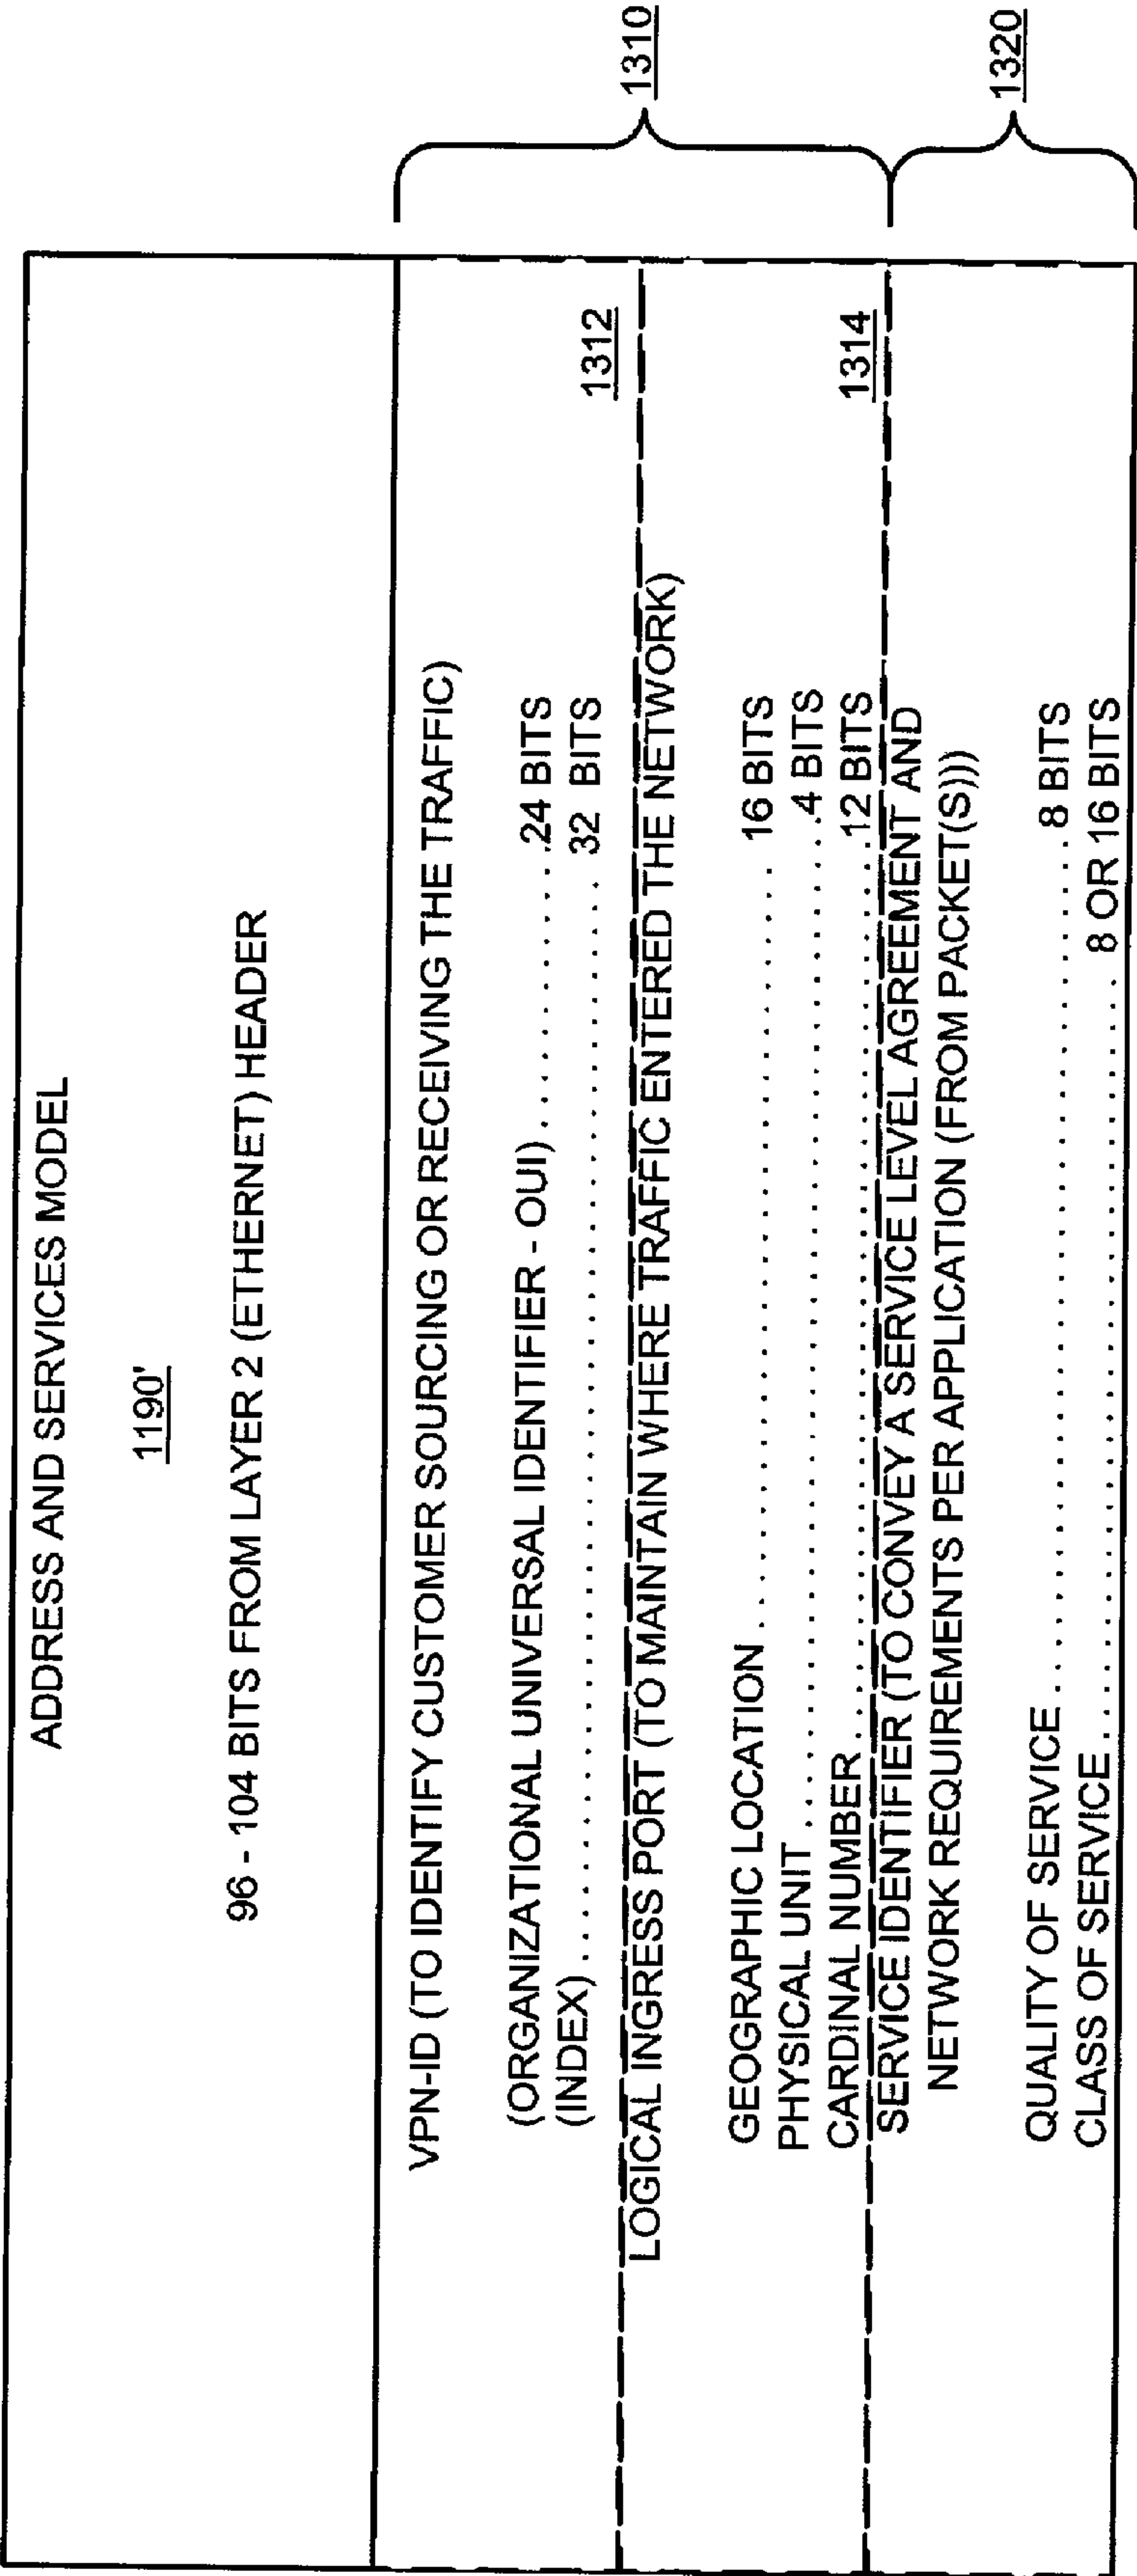 ADDRESS AND SERVICES MODEL
1190'
96 - 104 BITS FROM LAYER 2 (ETHERNET) HEADER
VPN-ID (TO IDENTIFY CUSTOMER SOURCING OR RECEIVING THE TRAFFIC)
(ORGANIZATIONAL UNIVERSAL IDENTIFIER - OUI) ........... 24 BITS
(INDEX) ........................................ 32 BITS
1312
LOGICAL INGRESS PORT (TO MAINTAIN WHERE TRAFFIC ENTERED THE NETWORK)
GEOGRAPHIC LOCATION ........................... 16 BITS
PHYSICAL UNIT .................................. 4 BITS
CARDINAL NUMBER ............................... 12 BITS
1314
1310
SERVICE IDENTIFIER (TO CONVEY A SERVICE LEVEL AGREEMENT AND
NETWORK REQUIREMENTS PER APPLICATION (FROM PACKET(S)))
QUALITY OF SERVICE ............................. 8 BITS
CLASS OF SERVICE ......................... 8 OR 16 BITS
1320